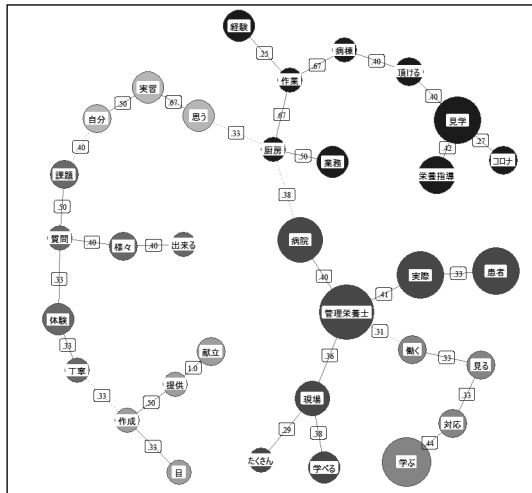 経験
.25
作業
.67
病棟
.40
頂ける
.40
見学
.42
.27
栄養指導
コロナ
.67
厨房
.50
業務
実習
.50
.67
自分
思う
.33
.40
課題
.50
質問
.40
様々
.40
出来る
.33
体験
.33
丁寧
.33
作成
.50
提供
1.0
献立
.33
目
.38
病院
.40
管理栄養士
.41
実際
.33
患者
.31
働く
.33
見る
.33
対応
.44
学ぶ
.36
現場
.29
.38
たくさん
学べる